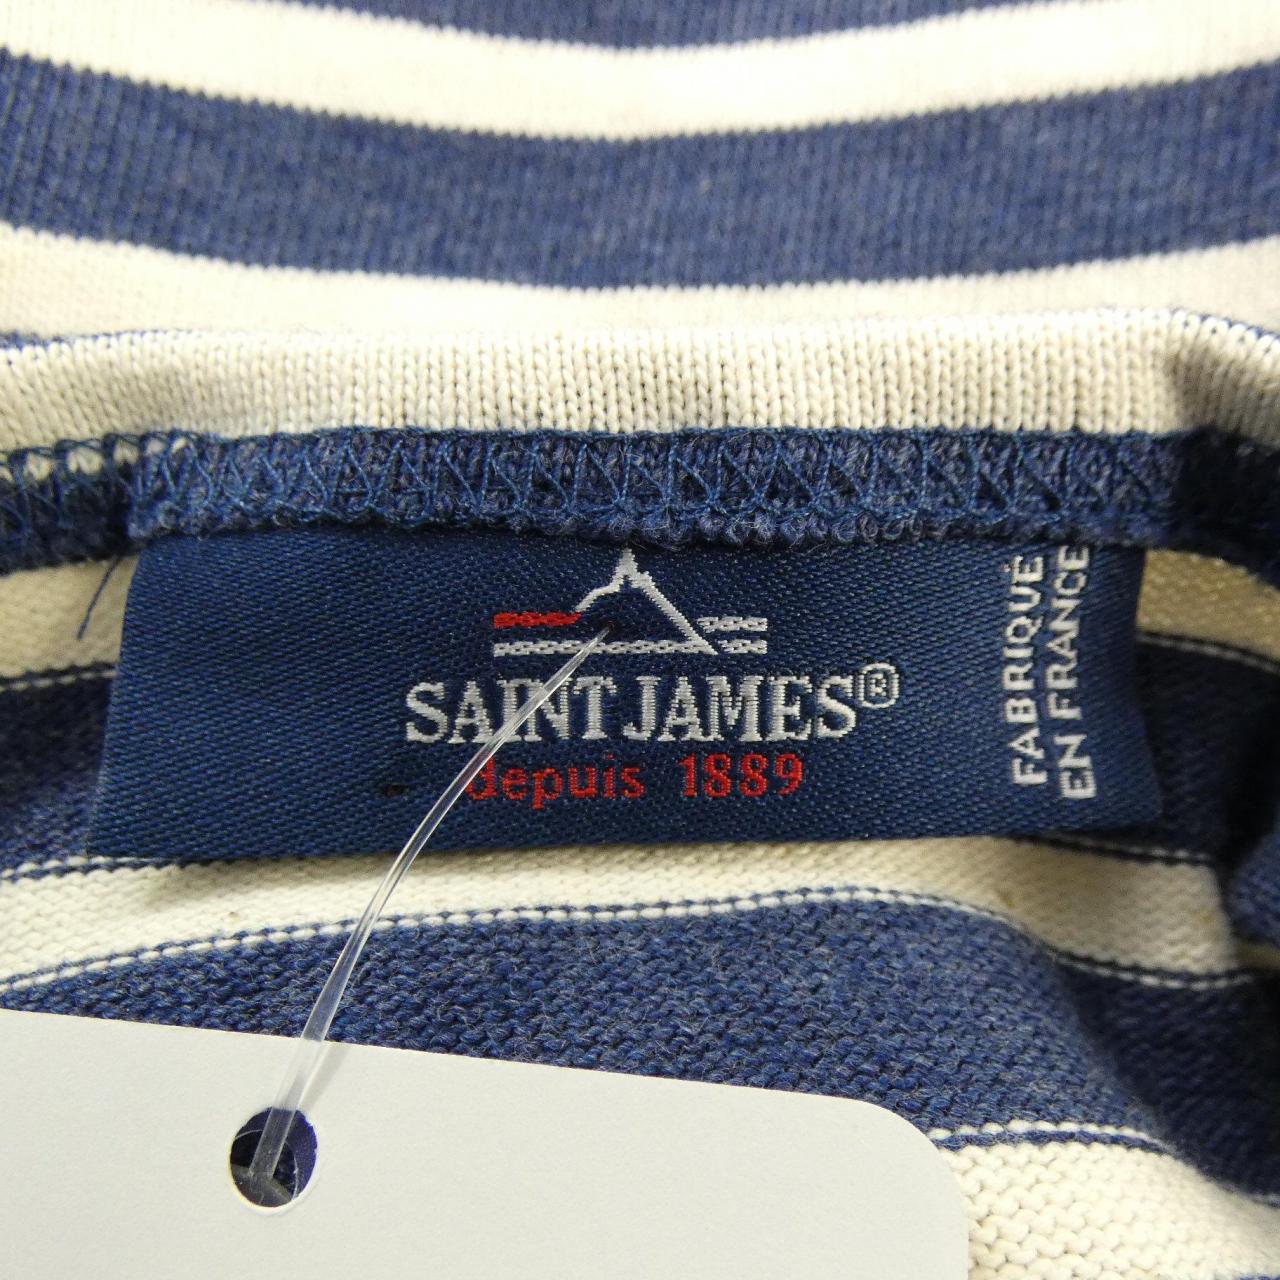 SAINT JAMES®
depuis 1889
FABRIQUÉ
EN FRANCE